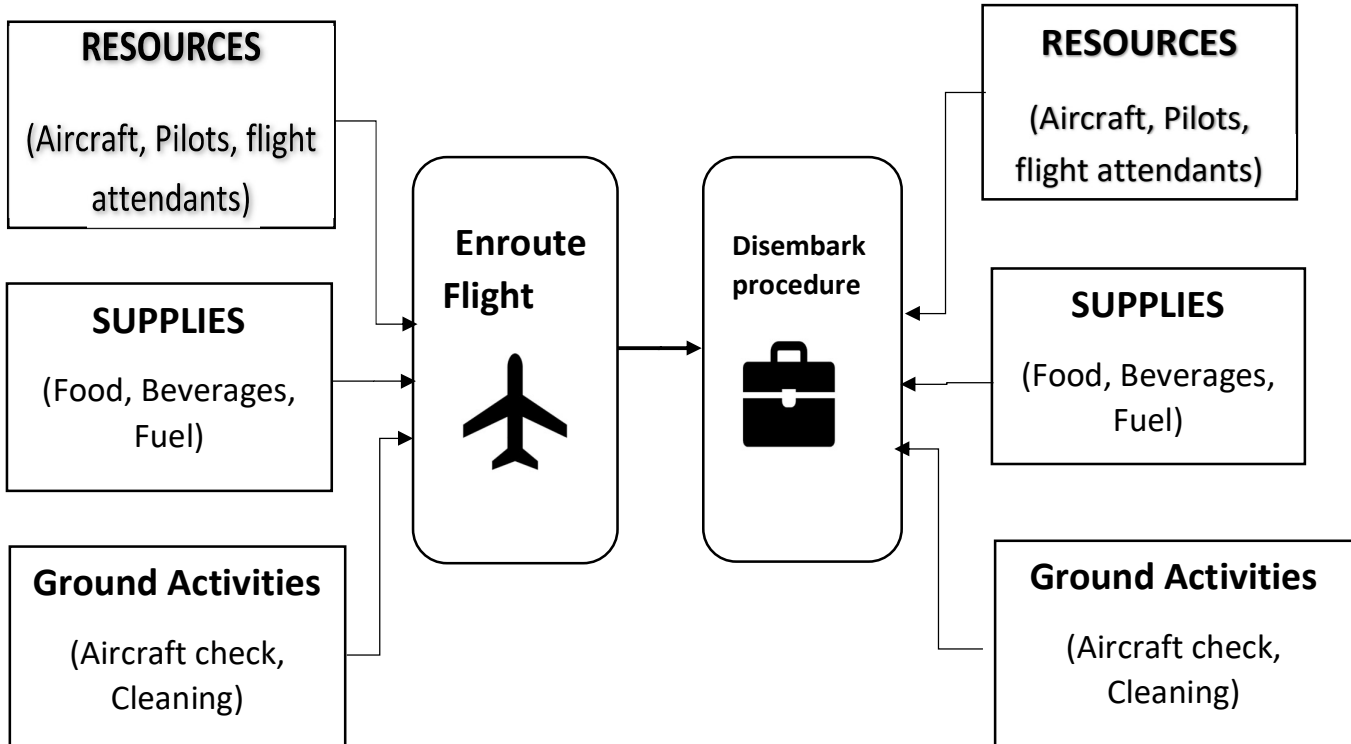 RESOURCES
(Aircraft, Pilots, flight
attendants)
SUPPLIES
(Food, Beverages,
Fuel)
Ground Activities
(Aircraft check,
Cleaning)
Enroute
Flight
Disembark
procedure
RESOURCES
(Aircraft, Pilots,
flight attendants)
SUPPLIES
(Food, Beverages,
Fuel)
Ground Activities
(Aircraft check,
Cleaning)